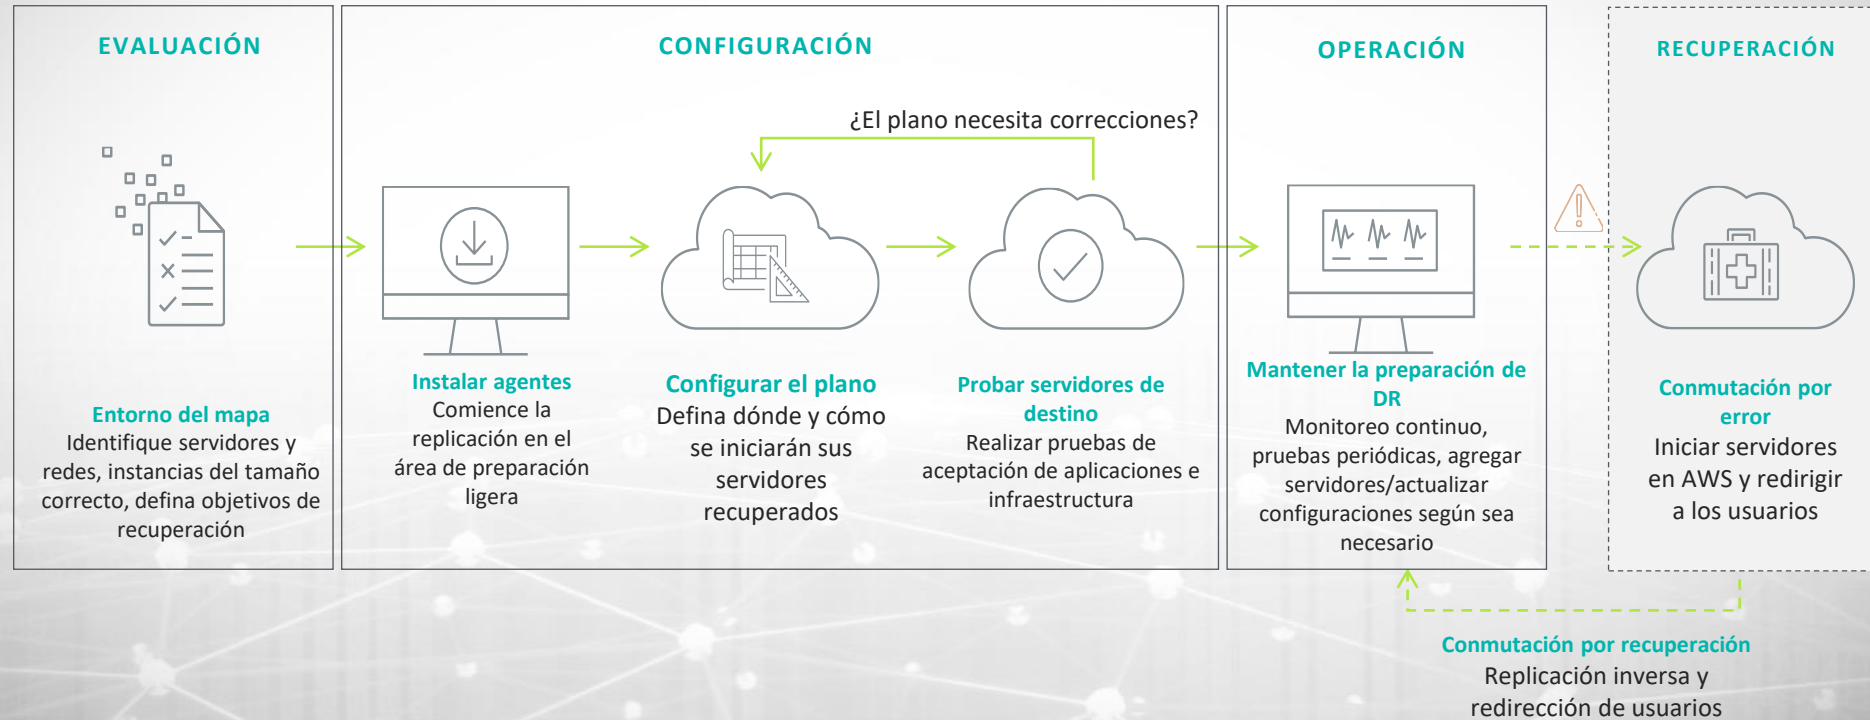 EVALUACIÓN
Entorno del mapa
Identifique servidores y
redes, instancias del tamaño
correcto, defina objetivos de
recuperación
CONFIGURACIÓN
¿El plano necesita correcciones?
Instalar agentes
Comience la
replicación en el
área de preparación
ligera
Configurar el plano
Defina dónde y cómo
se iniciarán sus
servidores
recuperados
Probar servidores de
destino
Realizar pruebas de
aceptación de aplicaciones e
infraestructura
OPERACIÓN
Mantener la preparación de
DR
Monitoreo continuo,
pruebas periódicas, agregar
servidores/actualizar
configuraciones según sea
necesario
RECUPERACIÓN
Conmutación por
error
Iniciar servidores
en AWS y redirigir
a los usuarios
Conmutación por recuperación
Replicación inversa y
redirección de usuarios